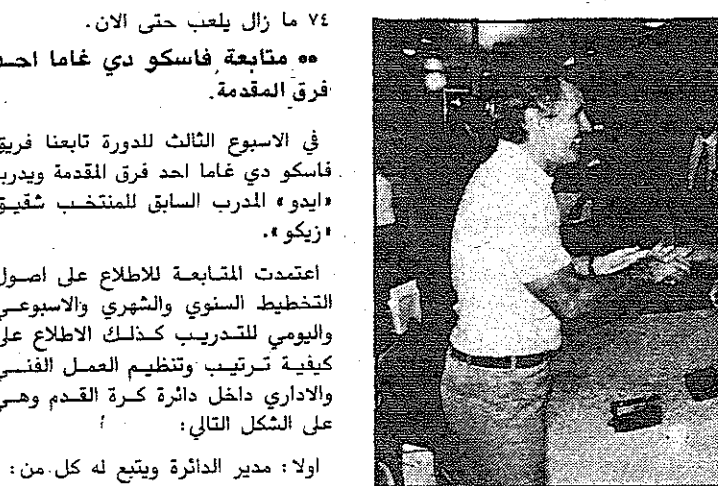 ٧٤ ما زال يلعب حتى الان.
●● متابعة فاسكو دي غاما احد
فرق المقدمة.
في الاسبوع الثالث للدورة تابعنا فريق
فاسكو دي غاما احد فرق المقدمة ويدربه
«ايدو» المدرب السابق للمنتخب شقيق
«زيكو».
اعتمدت المتابعة للاطلاع على اصول
التخطيط السنوي والشهري والاسبوعي
واليومي للتدريب كذلك الاطلاع على
كيفية ترتيب وتنظيم العمل الفني
والاداري داخل دائرة كرة القدم وهي
على الشكل التالي:
اولا: مدير الدائرة ويتبع له كل من: